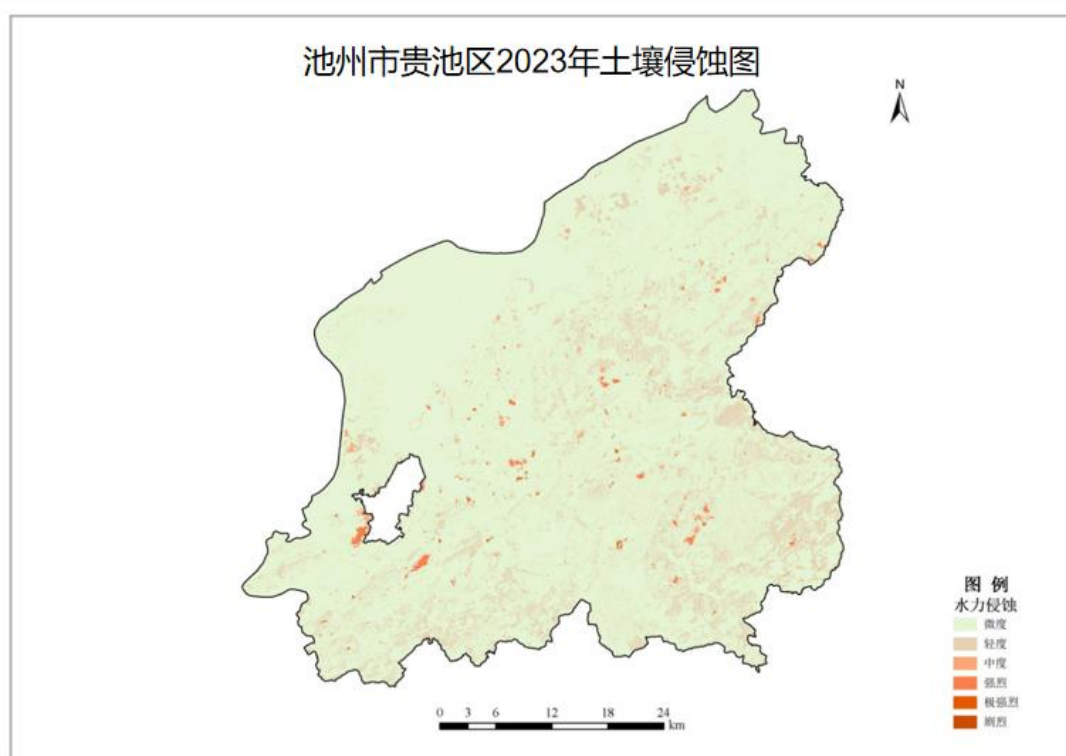 池州市贵池区2023年土壤侵蚀图
N
图 例
水力侵蚀
微度
轻度
中度
强烈
极强烈
剧烈
0 3 6 12 18 24
km